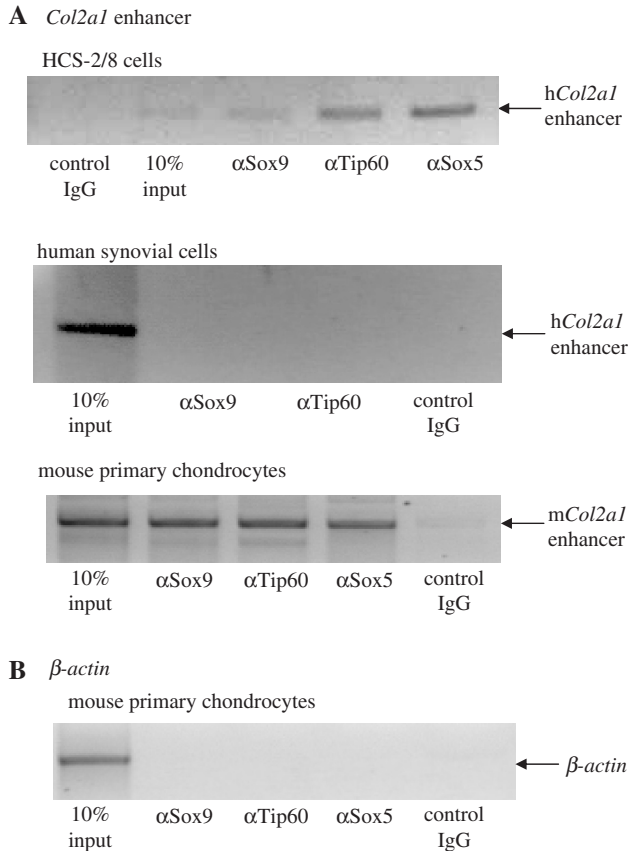 A Col2a1 enhancer
HCS-2/8 cells
hCol2a1
enhancer
control
IgG
10%
input
αSox9
αTip60
αSox5
human synovial cells
hCol2a1
enhancer
10%
input
αSox9
αTip60
control
IgG
mouse primary chondrocytes
mCol2a1
enhancer
10%
input
αSox9
αTip60
αSox5
control
IgG
B β-actin
mouse primary chondrocytes
β-actin
10%
input
αSox9
αTip60
αSox5
control
IgG